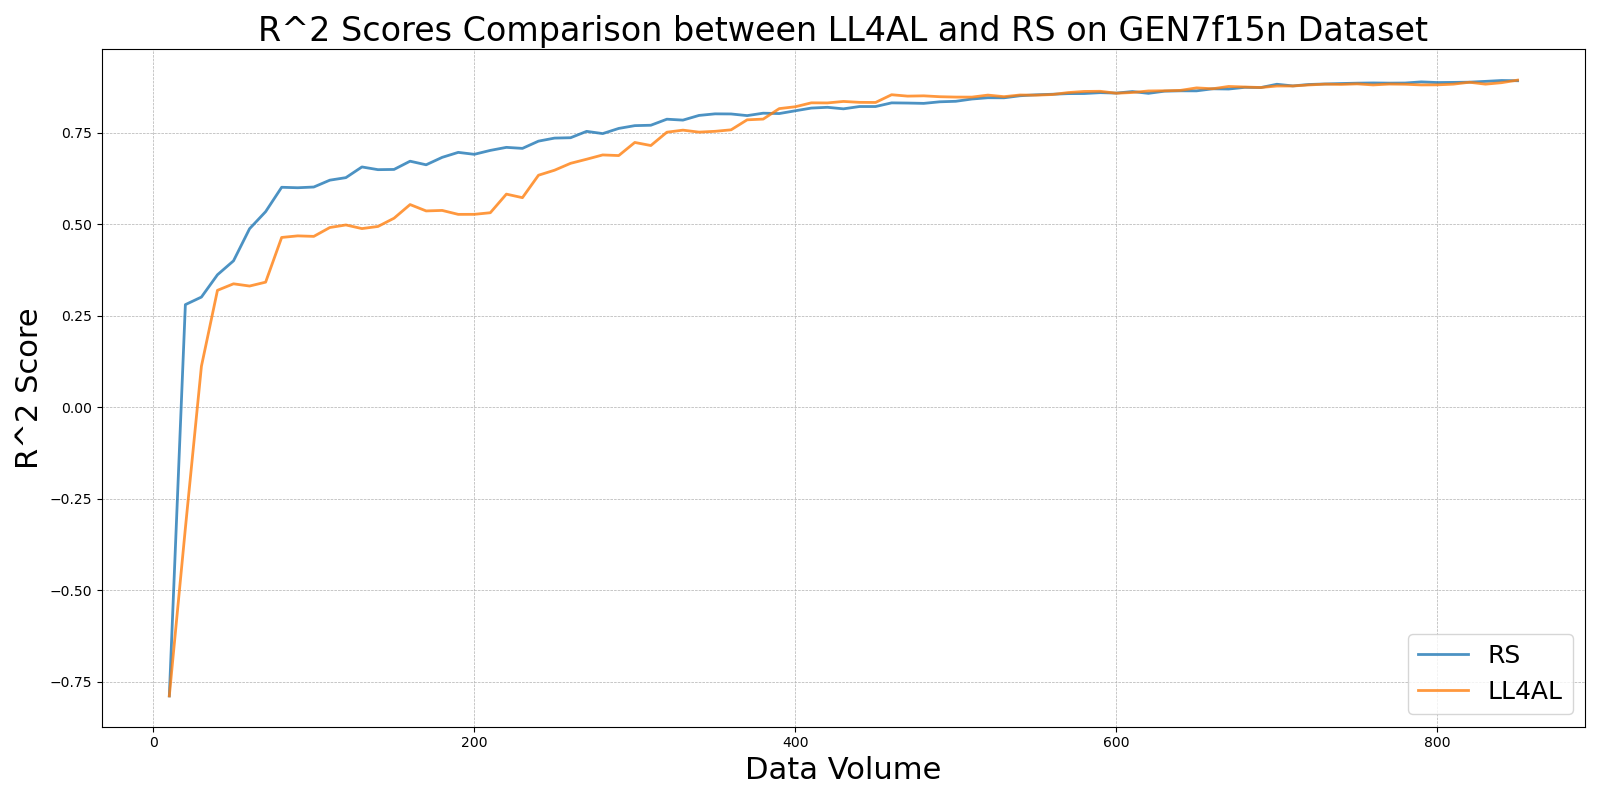 R^2 Scores Comparison between LL4AL and RS on GEN7f15n Dataset
R^2 Score
0.75
0.50
0.25
0.00
−0.25
−0.50
−0.75
0 200 400 600 800
Data Volume
RS
LL4AL